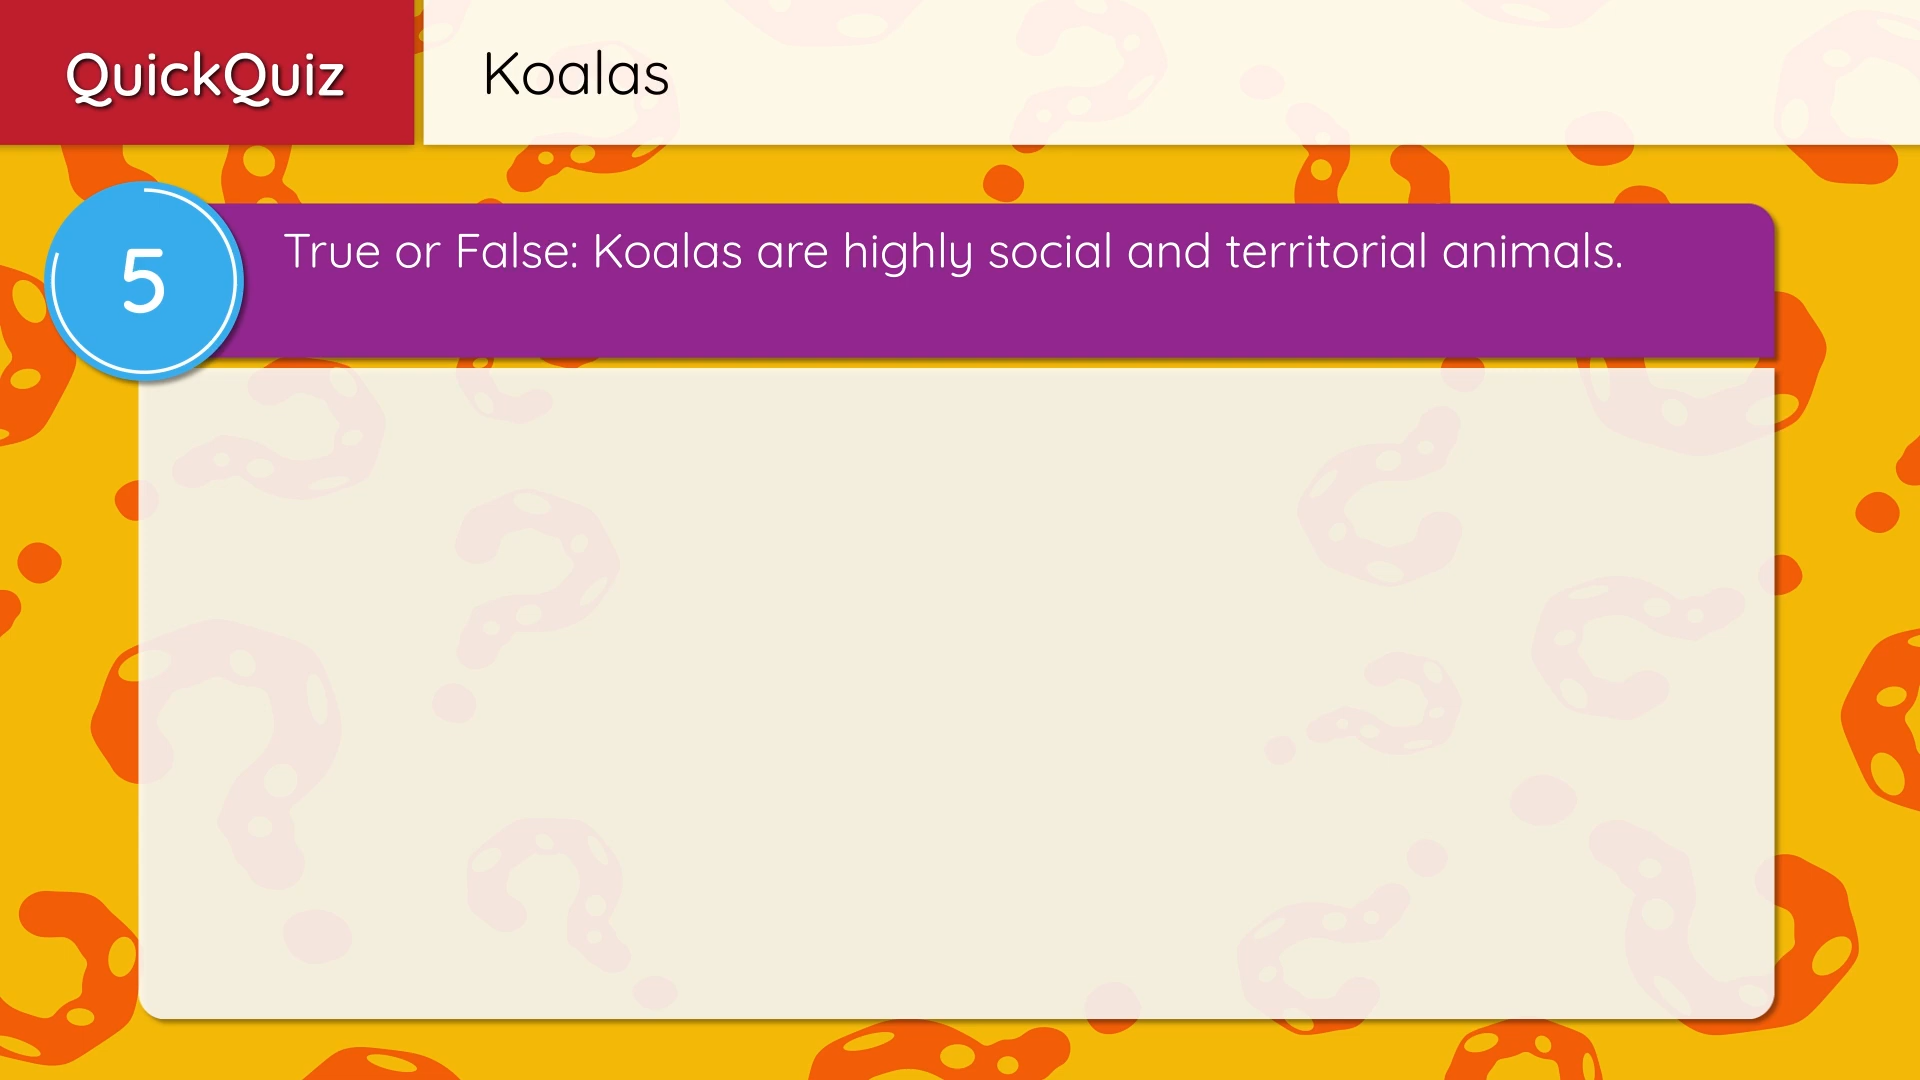 QuickQuiz
Koalas
5
True or False: Koalas are highly social and territorial animals.